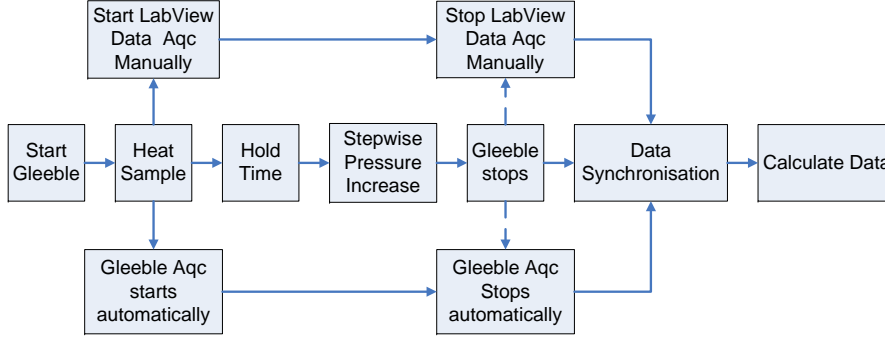 Start LabView
Data Aqc
Manually
Stop LabView
Data Aqc
Manually
Start
Gleeble
Heat
Sample
Hold
Time
Stepwise
Pressure
Increase
Gleeble
stops
Data
Synchronisation
Calculate Data
Gleeble Aqc
starts
automatically
Gleeble Aqc
Stops
automatically